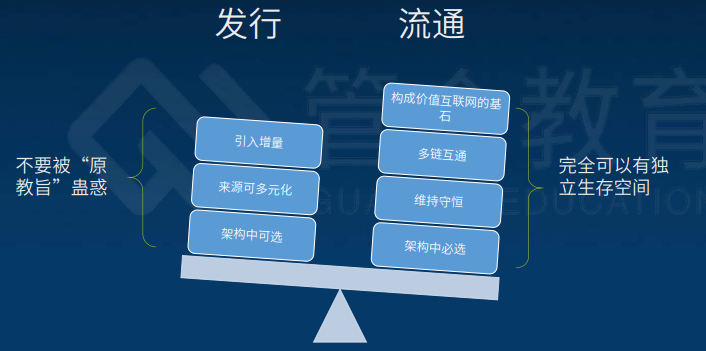 发行
流通
不要被“原
教旨”蛊惑
引入增量
来源可多元化
架构中可选
构成价值互联网的基
石
多链互通
维持守恒
架构中必选
完全可以有独
立生存空间
教育
EDUCATION